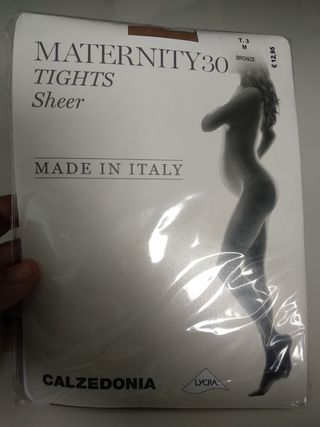 MATERNITY30
TIGHTS
Sheer
T. 3
M
BRONZE
€ 12,95
MADE IN ITALY
CALZEDONIA
LYCRA